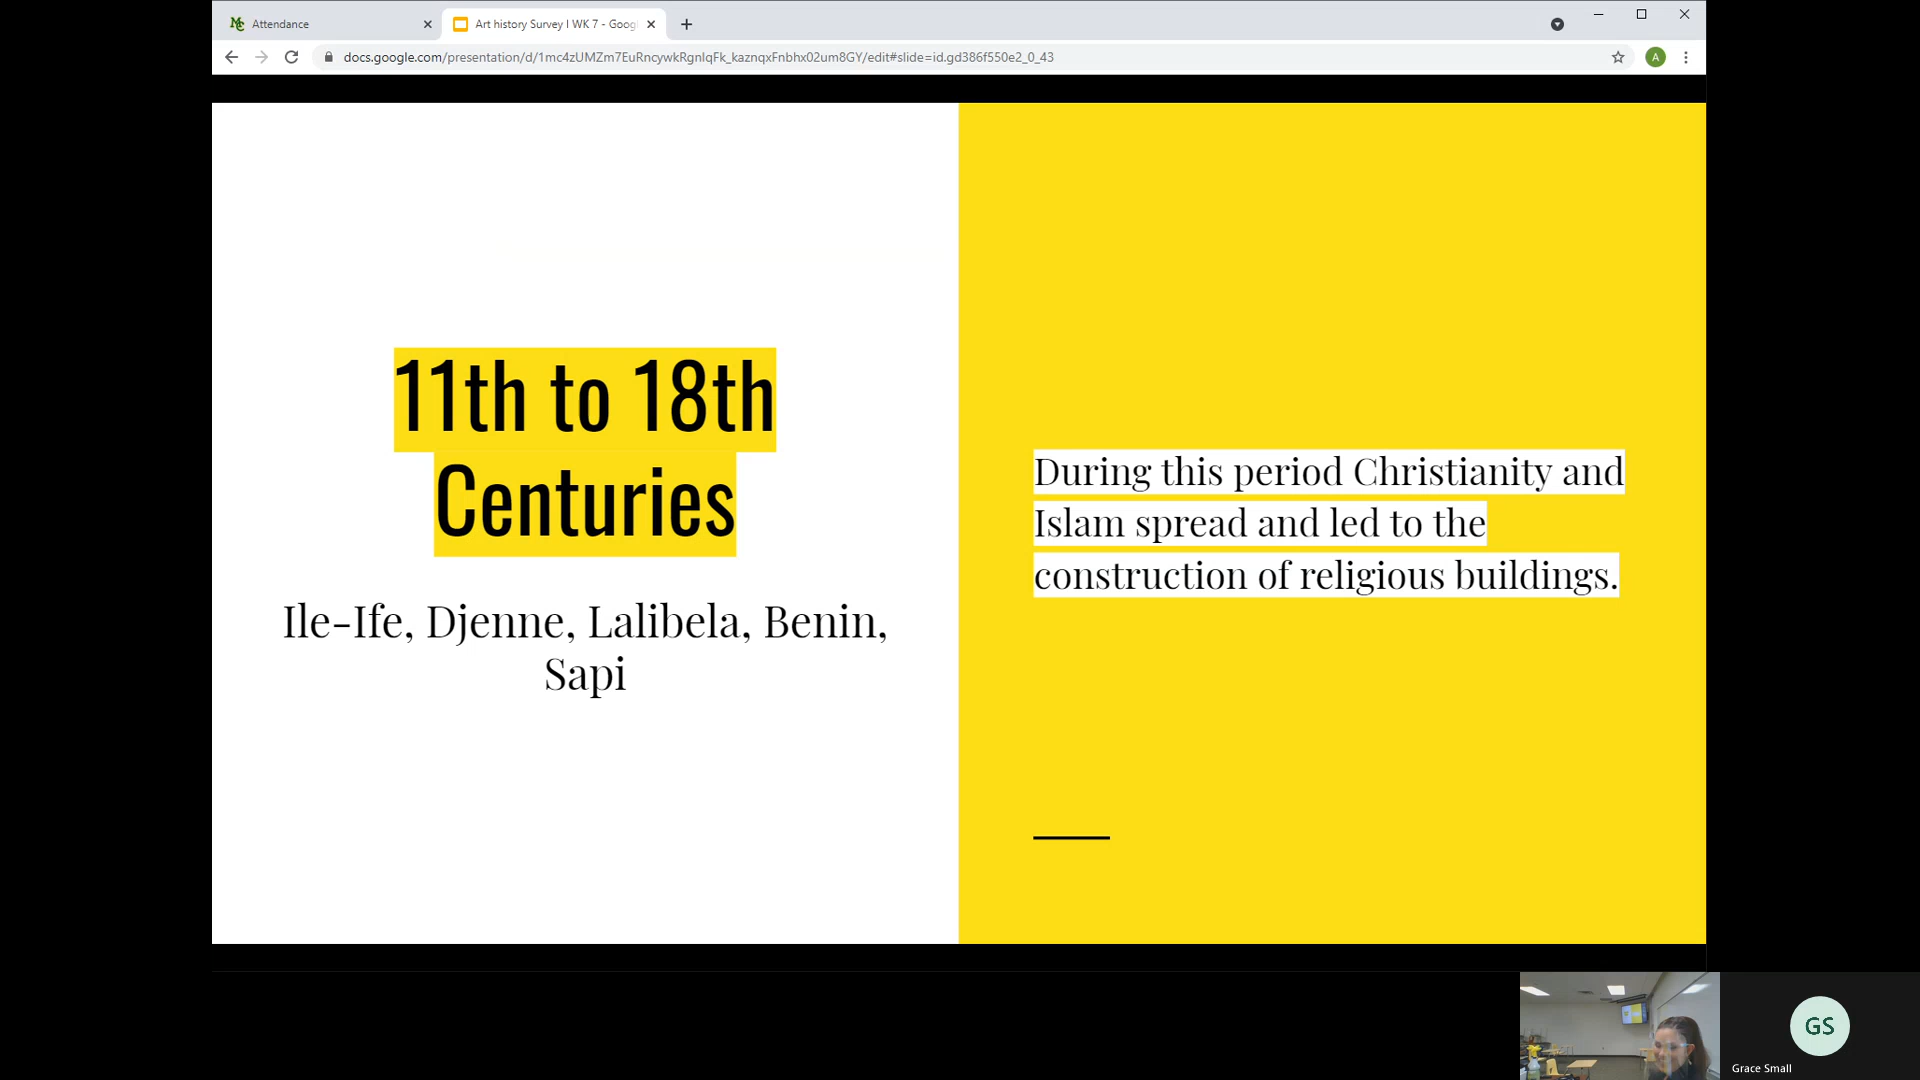 Attendance
Art history Survey I WK 7 - Goog
docs.google.com/presentation/d/1mc4zUMZm7EuRncywkRgnIqFk_kaznqxFnbhx02um8GY/edit#slide=id.gd386f550e2_0_43
A
11th to 18th
Centuries
Ile-Ife, Djenne, Lalibela, Benin,
Sapi
During this period Christianity and
Islam spread and led to the
construction of religious buildings.
GS
Grace Small